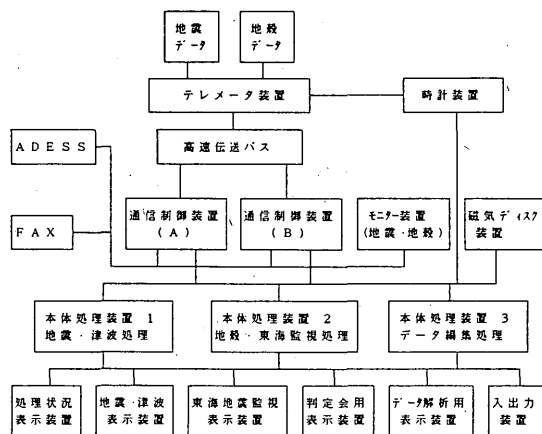 地震
データ
地殻
データ
テレメータ装置
時計装置
ADESS
高速伝送バス
FAX
通信制御装置
(A)
通信制御装置
(B)
モニター装置
(地震・地殻)
磁気ディスク
装置
本体処理装置 1
地震・津波処理
本体処理装置 2
地殻・東海監視処理
本体処理装置 3
データ編集処理
処理状況
表示装置
地震・津波
表示装置
東海地震監視
表示装置
判定会用
表示装置
データ解析用
表示装置
入出力
装置